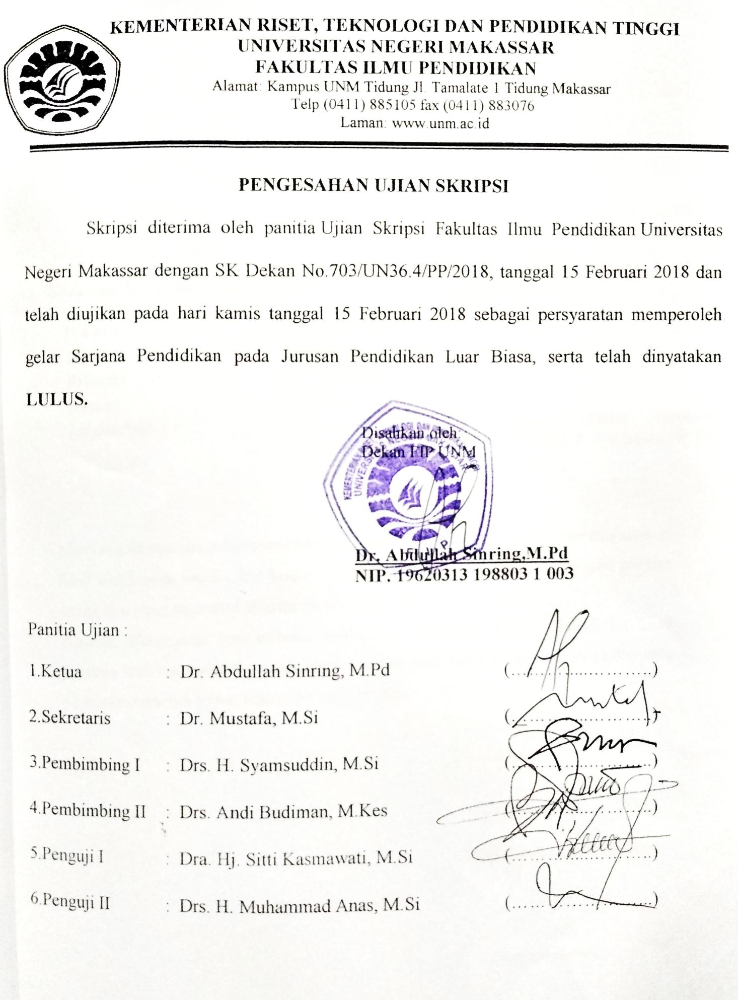 KEMENTERIAN RISET, TEKNOLOGI DAN PENDIDIKAN TINGGI
UNIVERSITAS NEGERI MAKASSAR
FAKULTAS ILMU PENDIDIKAN
Alamat: Kampus UNM Tidung Jl. Tamalate 1 Tidung Makassar
Telp (0411) 885105 fax (0411) 883076
Laman: www.unm.ac.id
PENGESAHAN UJIAN SKRIPSI
Skripsi diterima oleh panitia Ujian Skripsi Fakultas Ilmu Pendidikan Universitas
Negeri Makassar dengan SK Dekan No.703/UN36.4/PP/2018, tanggal 15 Februari 2018 dan
telah diujikan pada hari kamis tanggal 15 Februari 2018 sebagai persyaratan memperoleh
gelar Sarjana Pendidikan pada Jurusan Pendidikan Luar Biasa, serta telah dinyatakan
LULUS.
Disahkan oleh:
Dekan FIP UNM
UNIVERSITAS NEGERI MAKASSAR
Dr. Abdullah Sinring,M.Pd
NIP. 19620313 198803 1 003
Panitia Ujian :
1.Ketua : Dr. Abdullah Sinring, M.Pd (..............................)
2.Sekretaris : Dr. Mustafa, M.Si (..............................)
3.Pembimbing I : Drs. H. Syamsuddin, M.Si (..............................)
4.Pembimbing II : Drs. Andi Budiman, M.Kes (..............................)
5.Penguji I : Dra. Hj. Sitti Kasmawati, M.Si (..............................)
6.Penguji II : Drs. H. Muhammad Anas, M.Si (..............................)